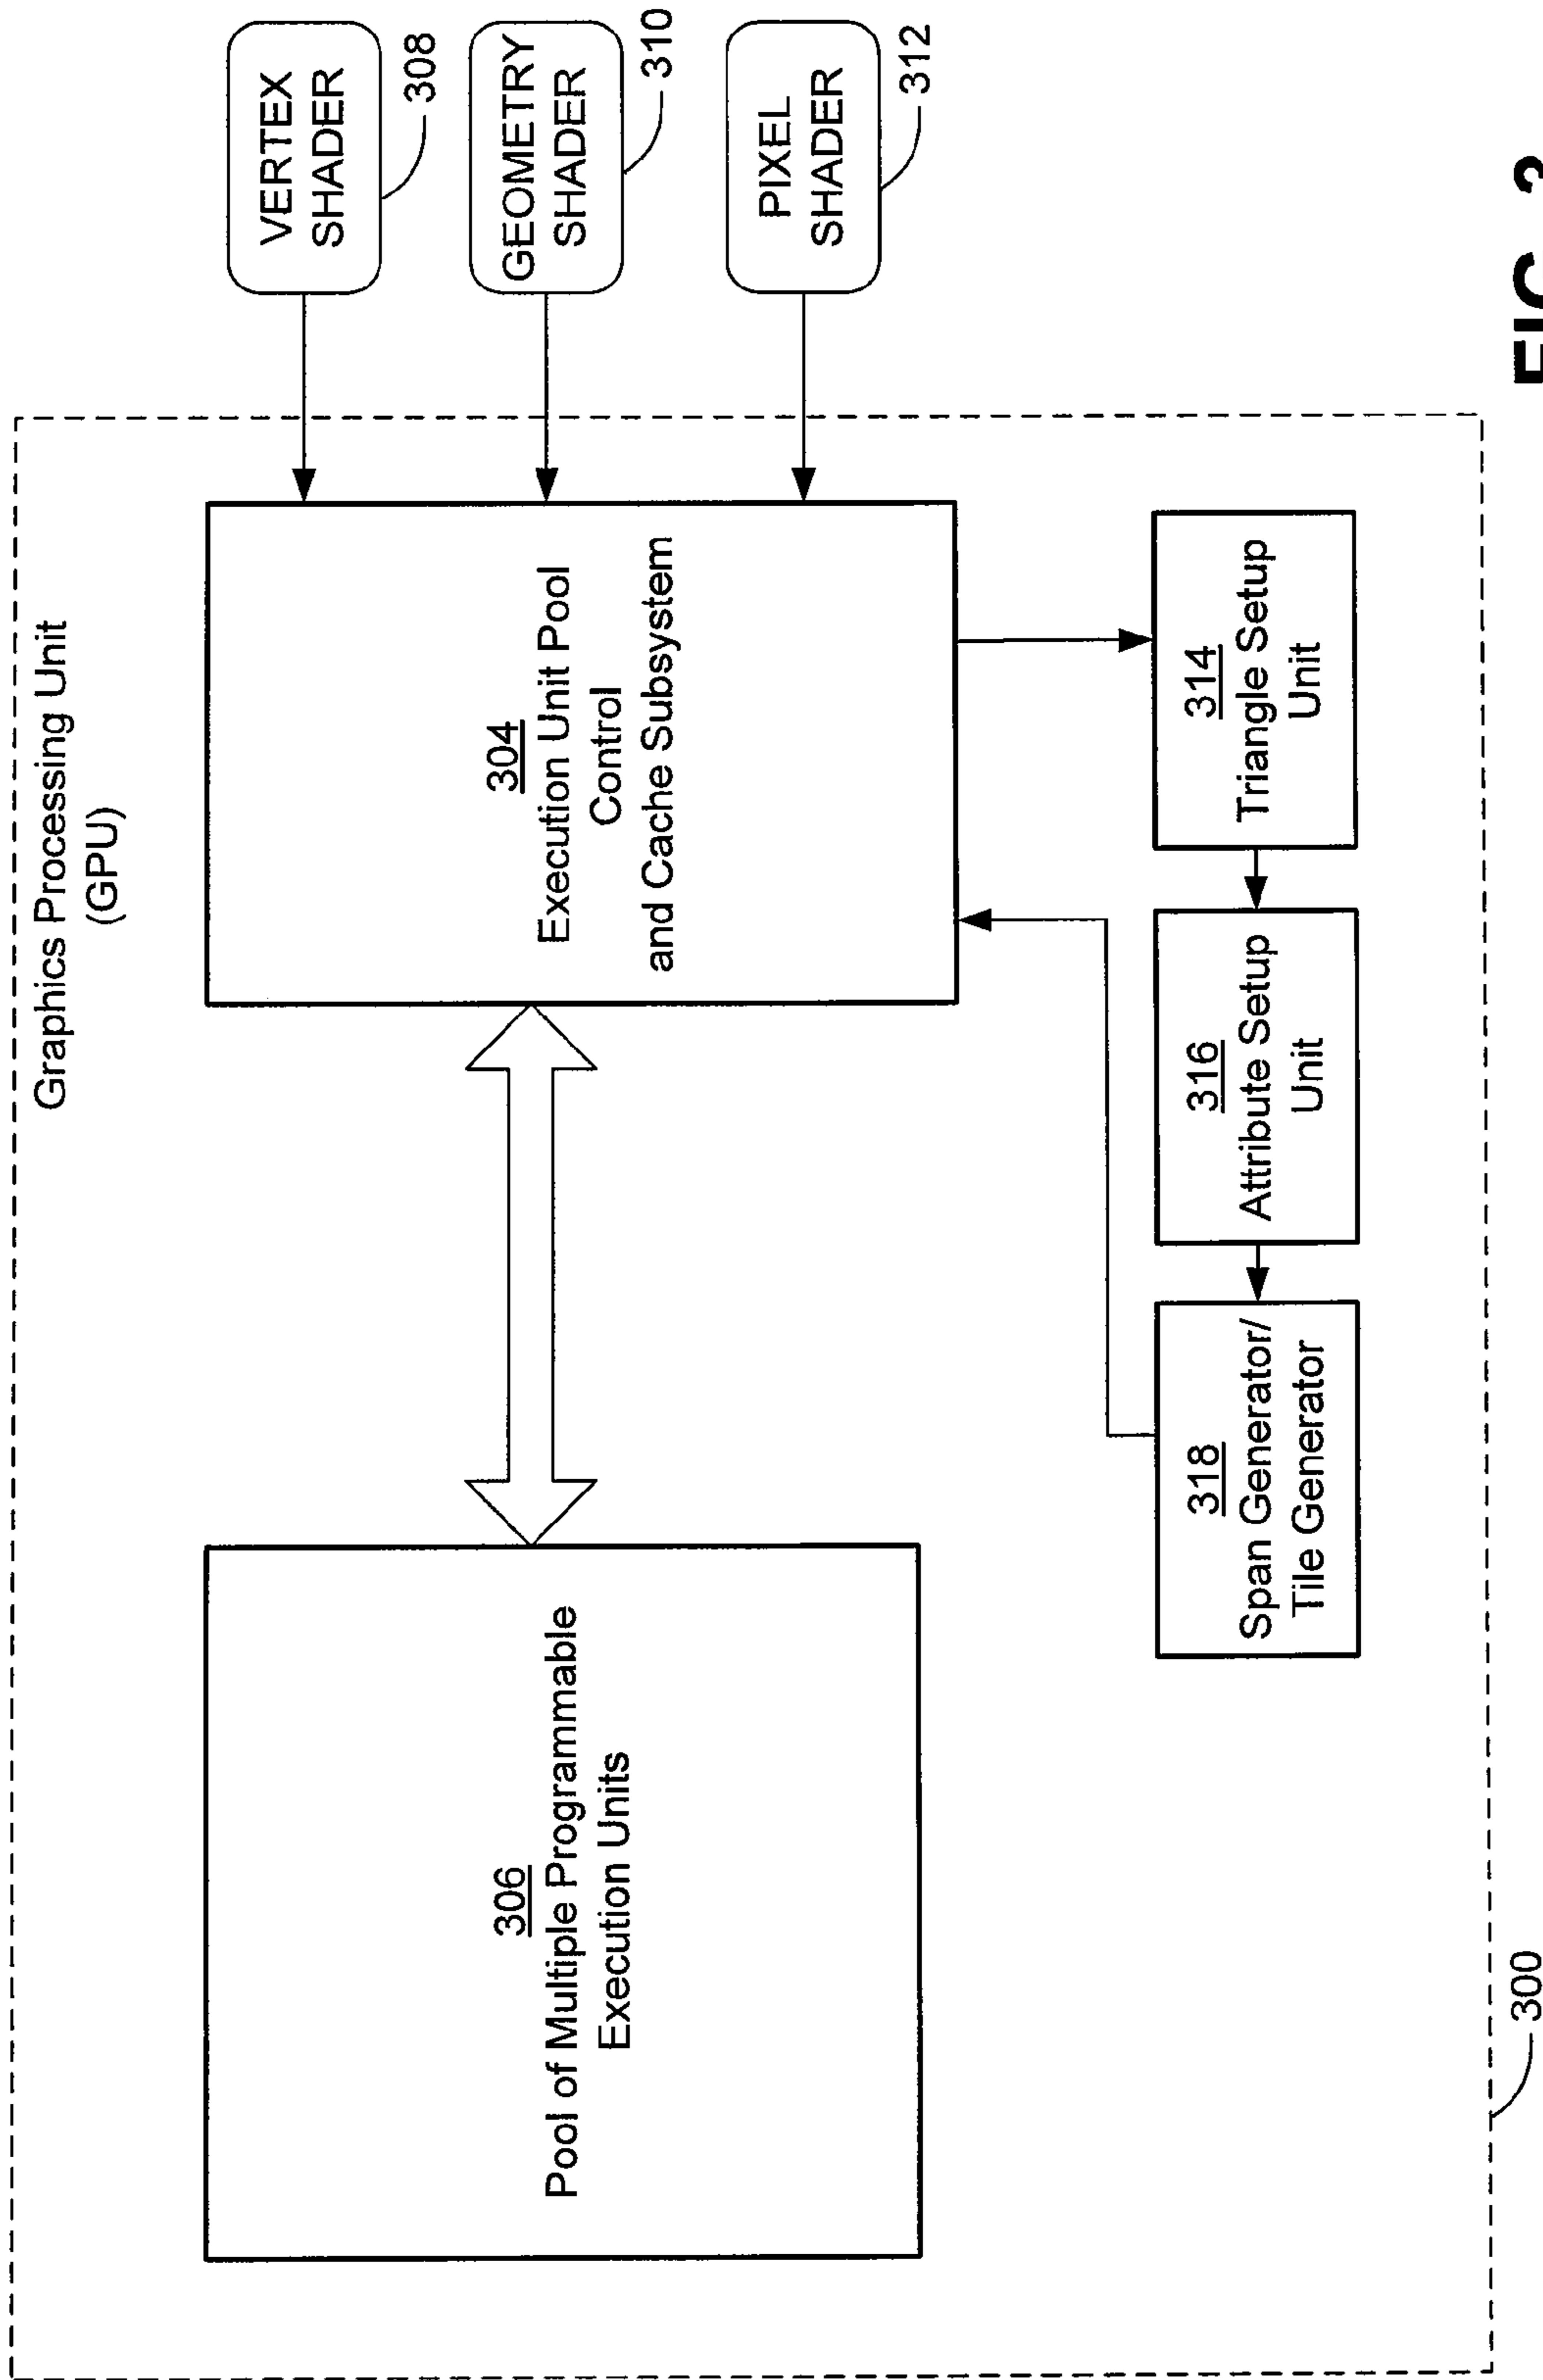 Graphics Processing Unit
(GPU)
306
Pool of Multiple Programmable
Execution Units
304
Execution Unit Pool
Control
and Cache Subsystem
VERTEX
SHADER
308
GEOMETRY
SHADER
310
PIXEL
SHADER
312
318
Span Generator/
Tile Generator
316
Attribute Setup
Unit
314
Triangle Setup
Unit
300
FIG.